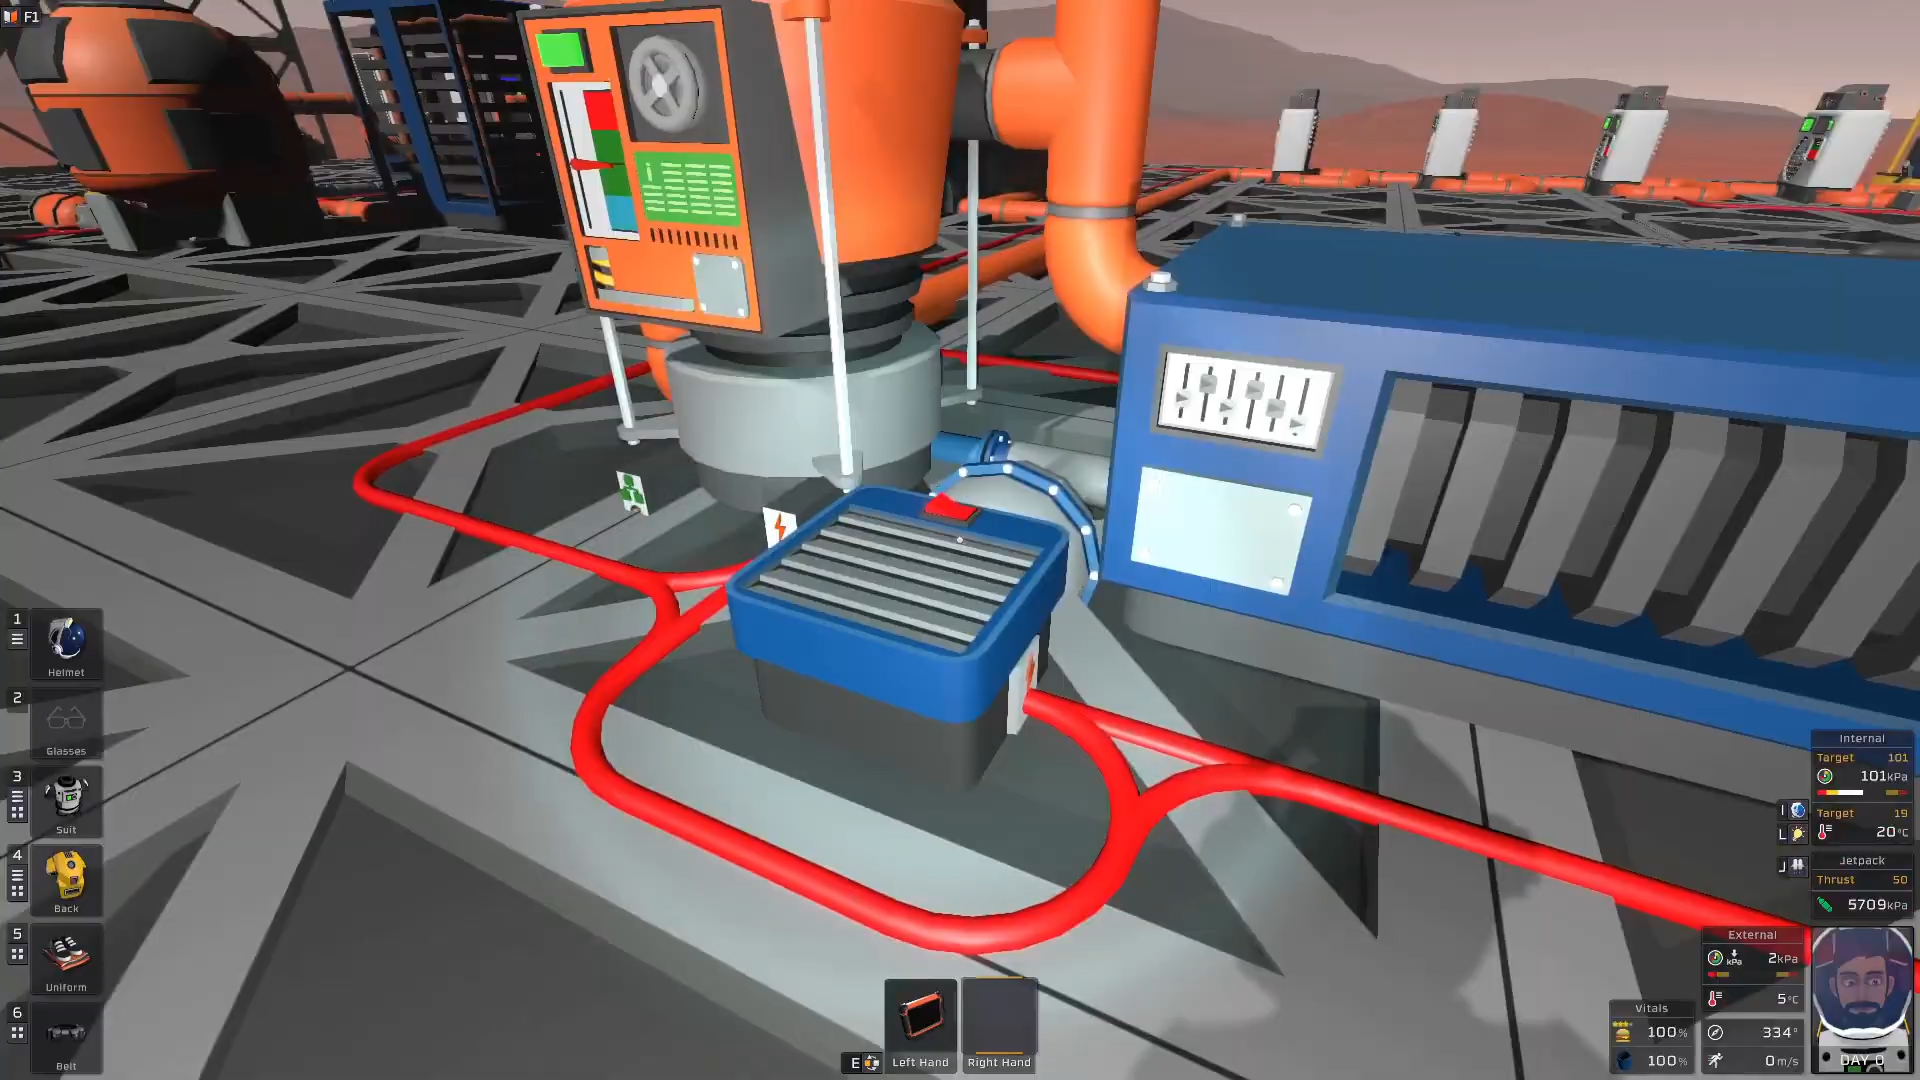 F1
1
Helmet
2
Glasses
3
Suit
4
Back
5
Uniform
6
Belt
E
Left Hand
Right Hand
Internal
Target 101
101kPa
Target 19
I
L
20°C
Jetpack
J
Thrust 50
5709kPa
External
kPa
2kPa
5°C
334°
0m/s
Vitals
100%
100%
DAY 0